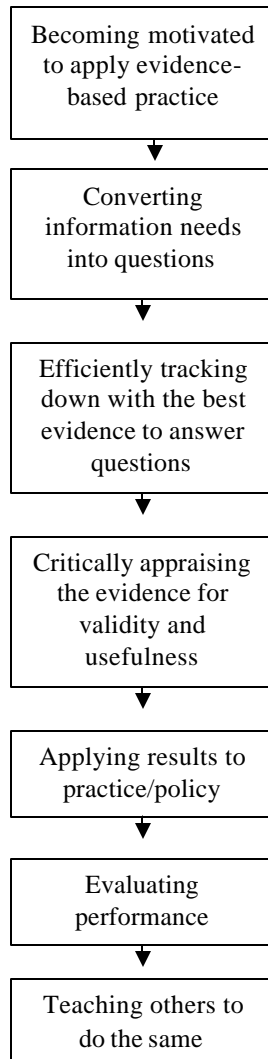 Becoming motivated
to apply evidence-
based practice
Converting
information needs
into questions
Efficiently tracking
down with the best
evidence to answer
questions
Critically appraising
the evidence for
validity and
usefulness
Applying results to
practice/policy
Evaluating
performance
Teaching others to
do the same